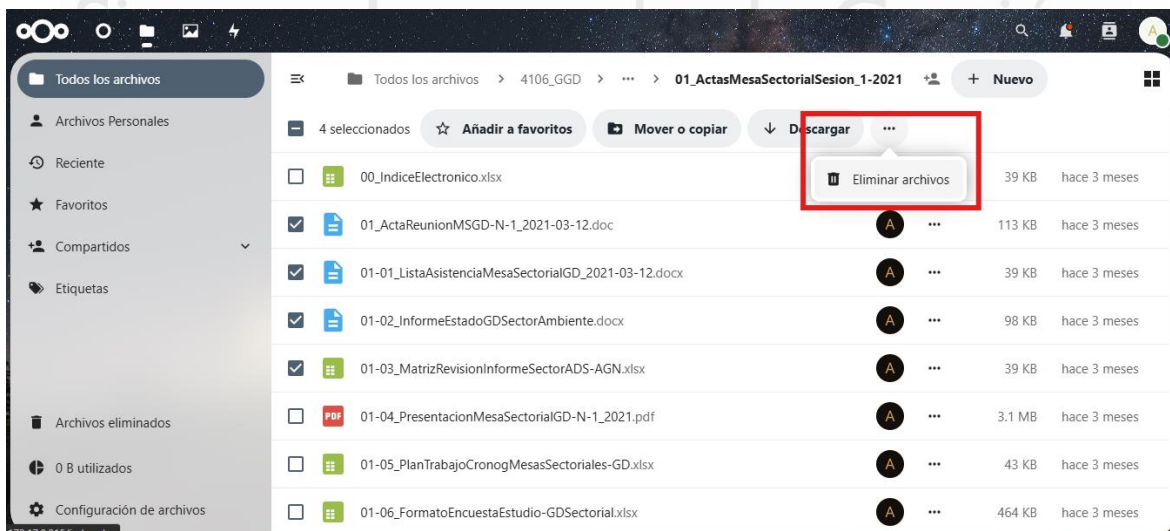 Todos los archivos
Archivos Personales
Reciente
Favoritos
Compartidos
Etiquetas
Archivos eliminados
0 B utilizados
Configuración de archivos
Todos los archivos > 4106_GGD > ... > 01_ActasMesaSectorialSesion_1-2021 + Nuevo
4 seleccionados Añadir a favoritos Mover o copiar Descargar ...
Eliminar archivos
00_IndiceElectronico.xlsx 39 KB hace 3 meses
01_ActaReunionMSGD-N-1_2021-03-12.doc A ... 113 KB hace 3 meses
01-01_ListaAsistenciaMesaSectorialGD_2021-03-12.docx A ... 39 KB hace 3 meses
01-02_InformeEstadoGDSectorAmbiente.docx A ... 98 KB hace 3 meses
01-03_MatrizRevisionInformeSectorADS-AGN.xlsx A ... 39 KB hace 3 meses
PDF 01-04_PresentacionMesaSectorialGD-N-1_2021.pdf A ... 3.1 MB hace 3 meses
01-05_PlanTrabajoCronogMesasSectoriales-GD.xlsx A ... 43 KB hace 3 meses
01-06_FormatoEncuestaEstudio-GDSectorial.xlsx A ... 464 KB hace 3 meses